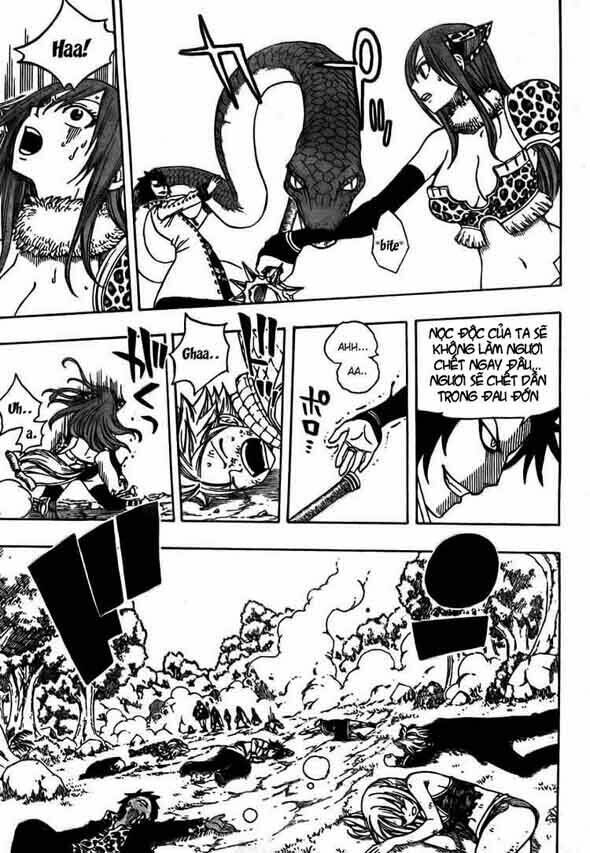 Haa!
*bite*
NỌC ĐỘC CỦA TA SẼ
KHÔNG LÀM NGƯƠI
CHẾT NGAY ĐÂU...
NGƯƠI SẼ CHẾT DẦN
TRONG ĐAU ĐỚN
AHH...
AA..
Ghaa..
Uh..
a.